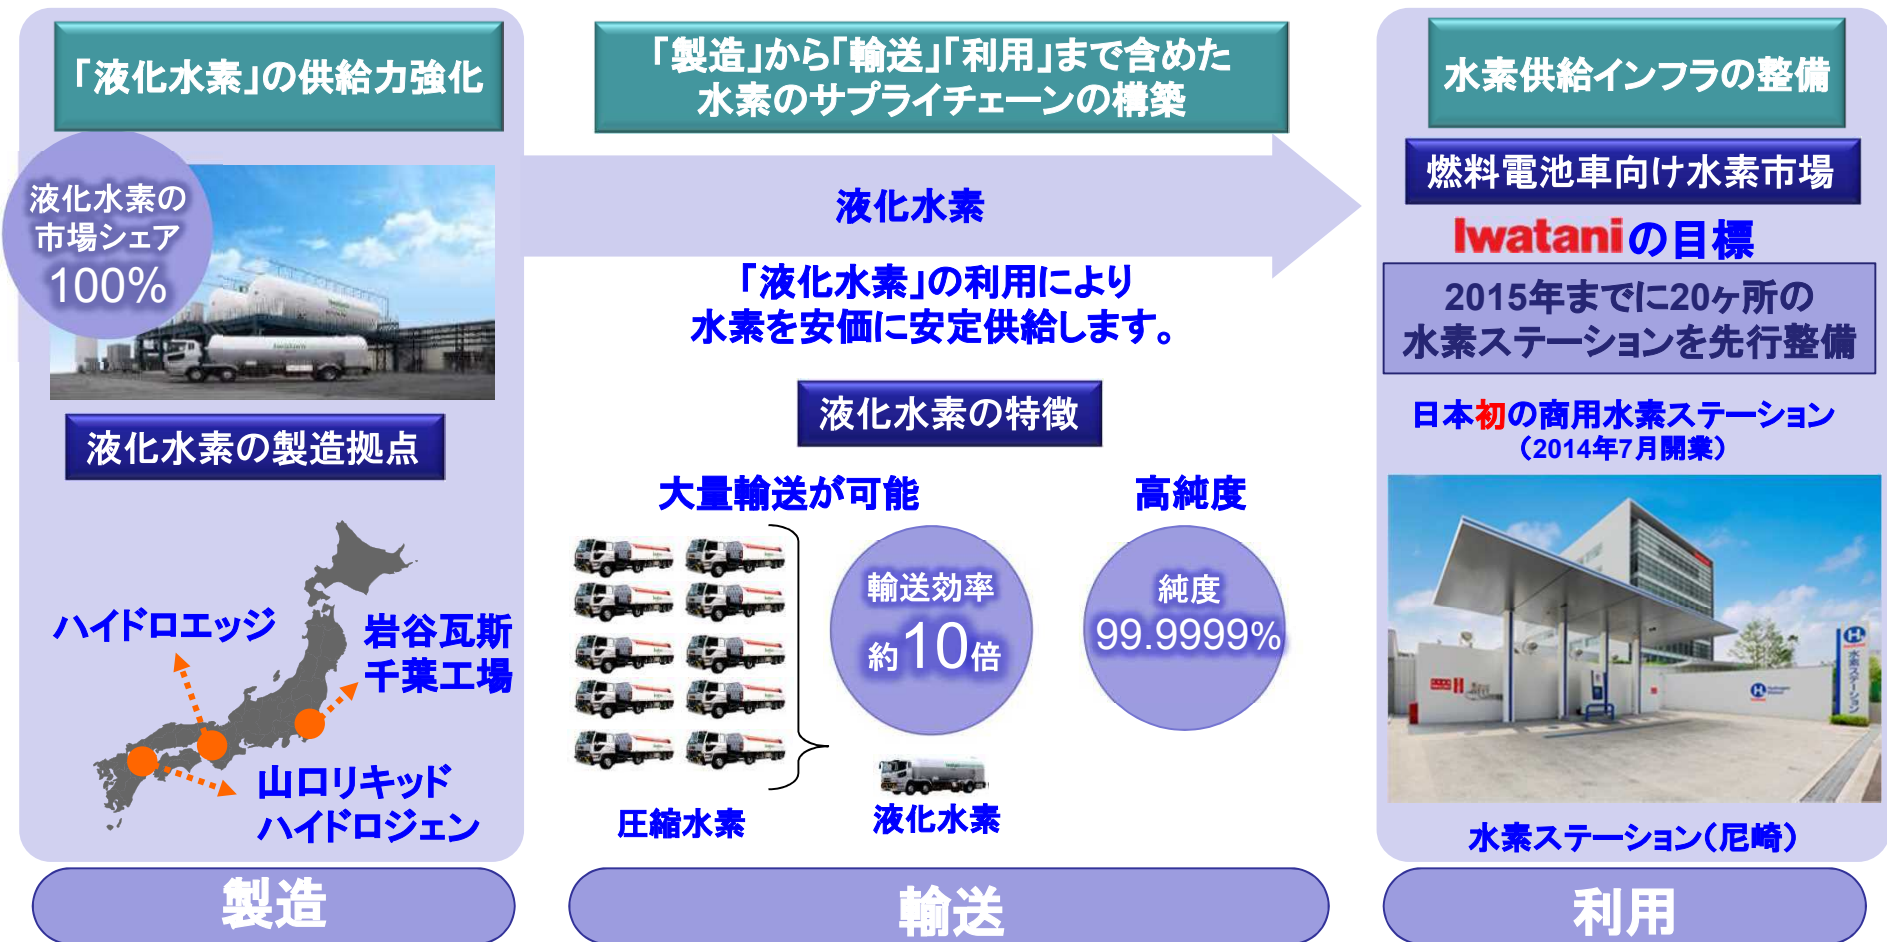 「液化水素」の供給力強化
液化水素の
市場シェア
100%
液化水素の製造拠点
ハイドロエッジ
岩谷瓦斯
千葉工場
山口リキッド
ハイドロジェン
製造
「製造」から「輸送」「利用」まで含めた
水素のサプライチェーンの構築
液化水素
「液化水素」の利用により
水素を安価に安定供給します。
液化水素の特徴
大量輸送が可能
高純度
輸送効率
約10倍
純度
99.9999%
圧縮水素
液化水素
輸送
水素供給インフラの整備
燃料電池車向け水素市場
Iwataniの目標
2015年までに20ヶ所の
水素ステーションを先行整備
日本初の商用水素ステーション
（2014年7月開業）
水素ステーション
水素ステーション（尼崎）
利用